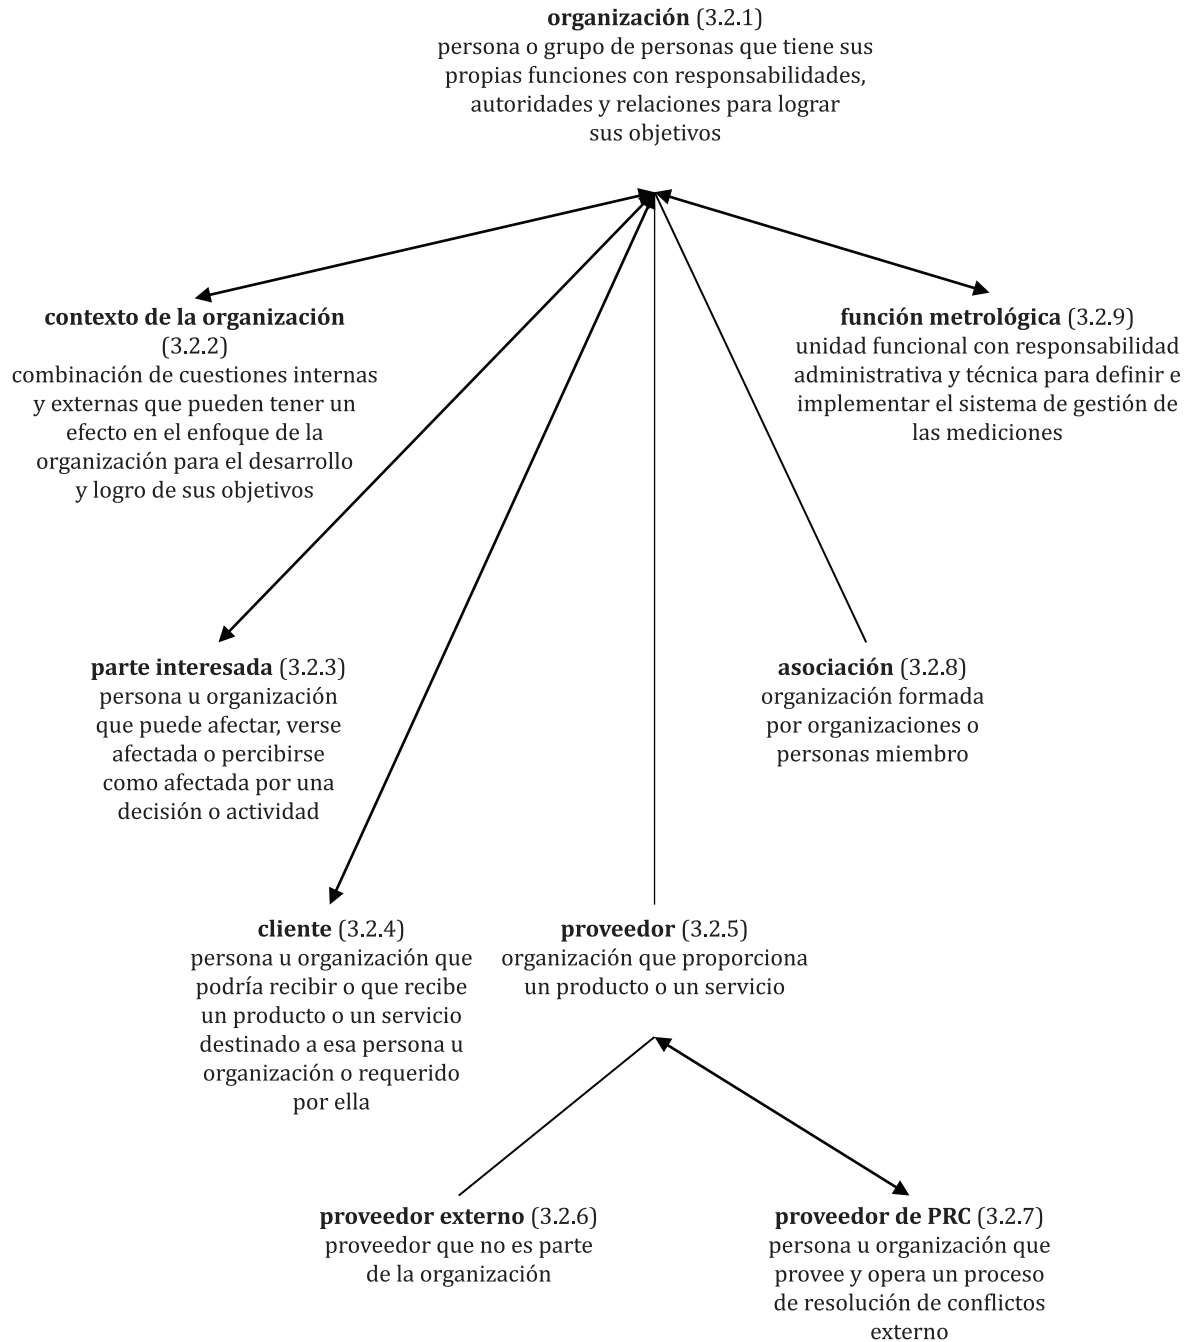 organización (3.2.1)
persona o grupo de personas que tiene sus
propias funciones con responsabilidades,
autoridades y relaciones para lograr
sus objetivos
contexto de la organización
(3.2.2)
combinación de cuestiones internas
y externas que pueden tener un
efecto en el enfoque de la
organización para el desarrollo
y logro de sus objetivos
función metrológica (3.2.9)
unidad funcional con responsabilidad
administrativa y técnica para definir e
implementar el sistema de gestión de
las mediciones
parte interesada (3.2.3)
persona u organización
que puede afectar, verse
afectada o percibirse
como afectada por una
decisión o actividad
asociación (3.2.8)
organización formada
por organizaciones o
personas miembro
cliente (3.2.4)
persona u organización que
podría recibir o que recibe
un producto o un servicio
destinado a esa persona u
organización o requerido
por ella
proveedor (3.2.5)
organización que proporciona
un producto o un servicio
proveedor externo (3.2.6)
proveedor que no es parte
de la organización
proveedor de PRC (3.2.7)
persona u organización que
provee y opera un proceso
de resolución de conflictos
externo